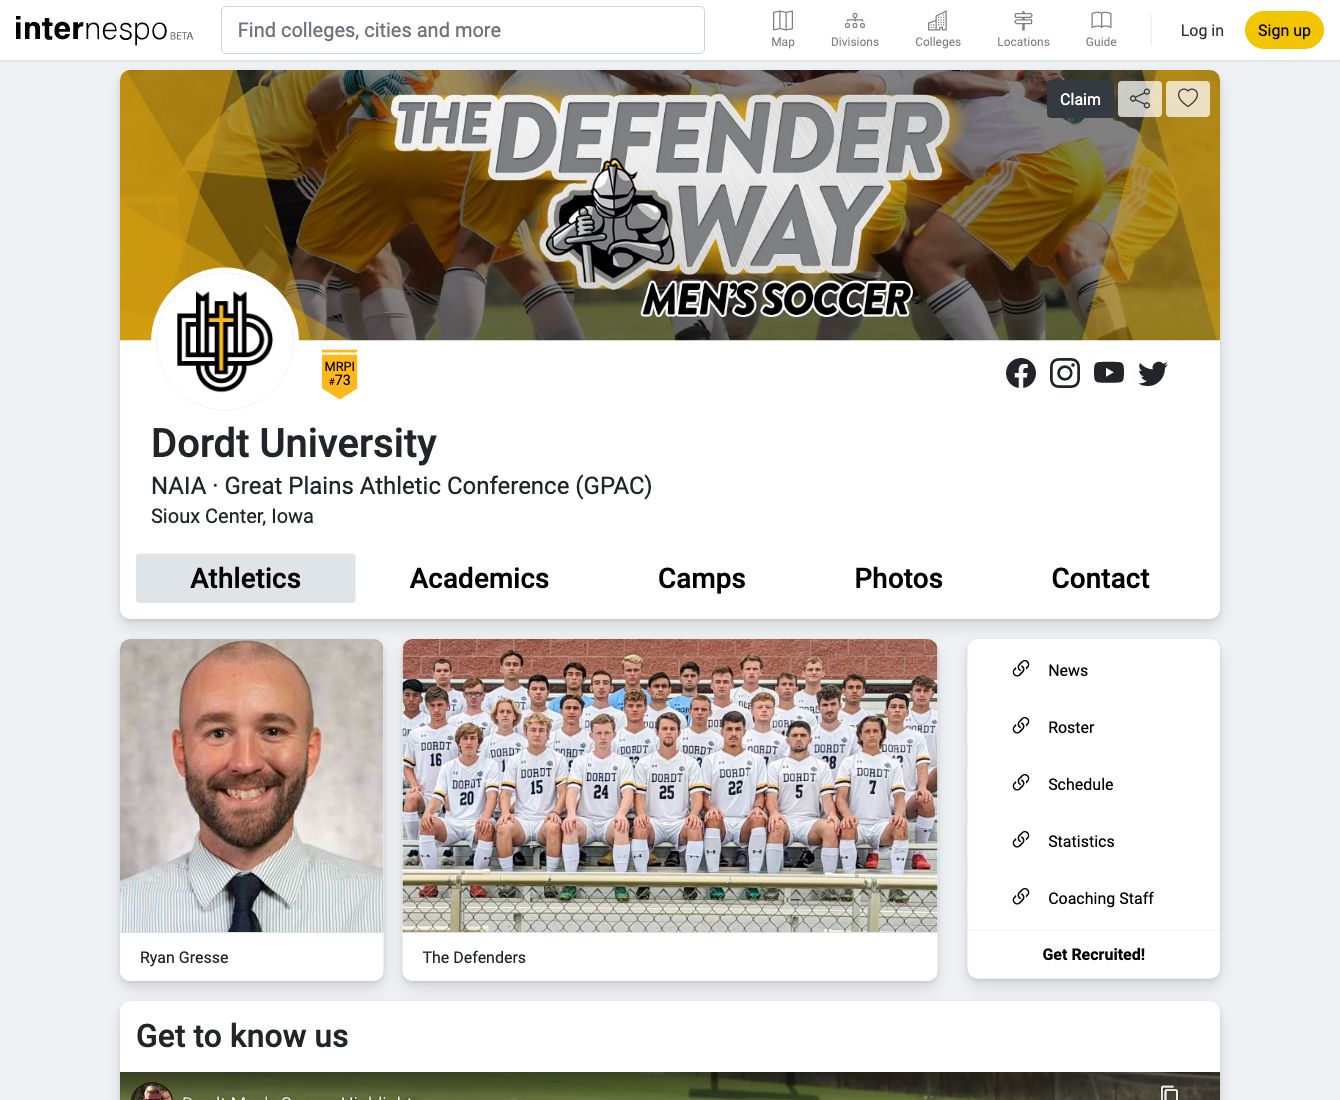 internespo BETA
Find colleges, cities and more
Map
Divisions
Colleges
Locations
Guide
Log in
Sign up
Claim
THE DEFENDER
WAY
MEN'S SOCCER
MRPI
#73
Dordt University
NAIA · Great Plains Athletic Conference (GPAC)
Sioux Center, Iowa
Athletics
Academics
Camps
Photos
Contact
DORDT
16
DORDT
20
DORDT
15
DORDT
24
DORDT
25
DORDT
22
DORDT
5
DORDT
7
Ryan Gresse
The Defenders
News
Roster
Schedule
Statistics
Coaching Staff
Get Recruited!
Get to know us